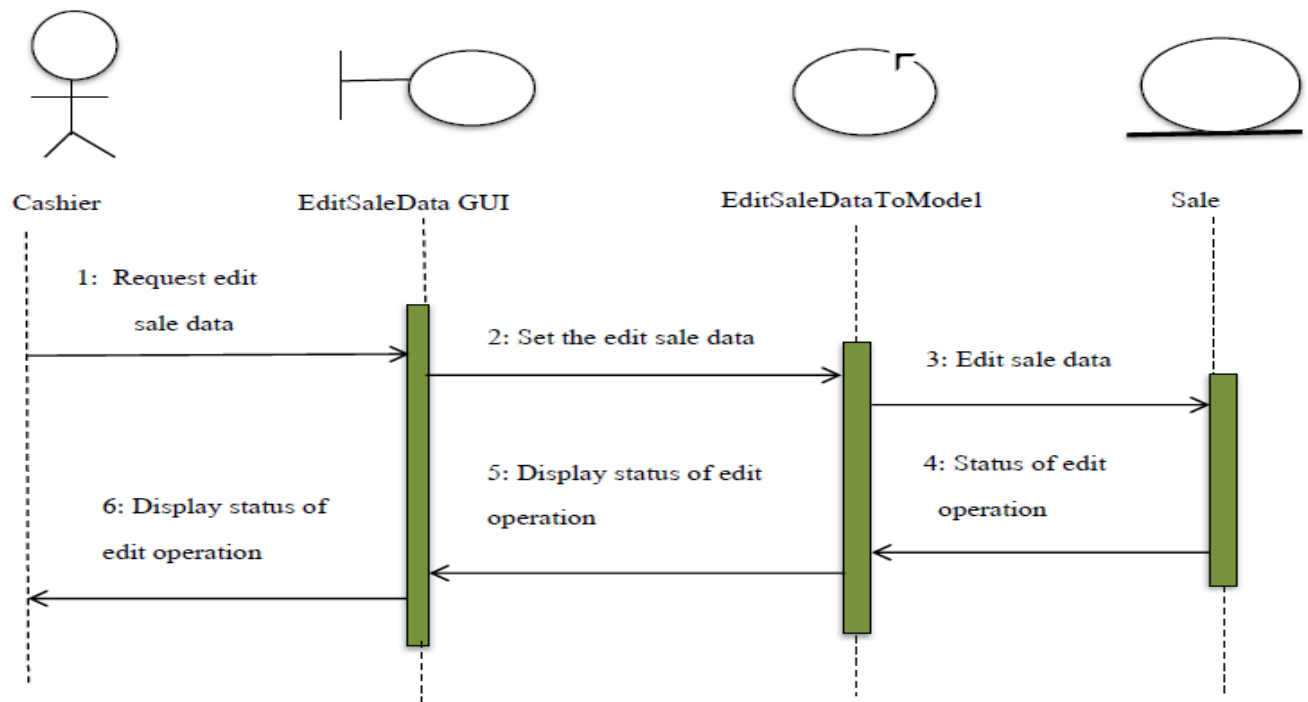 Cashier
EditSaleData GUI
EditSaleDataToModel
Sale
1: Request edit
sale data
2: Set the edit sale data
3: Edit sale data
4: Status of edit
operation
5: Display status of edit
operation
6: Display status of
edit operation